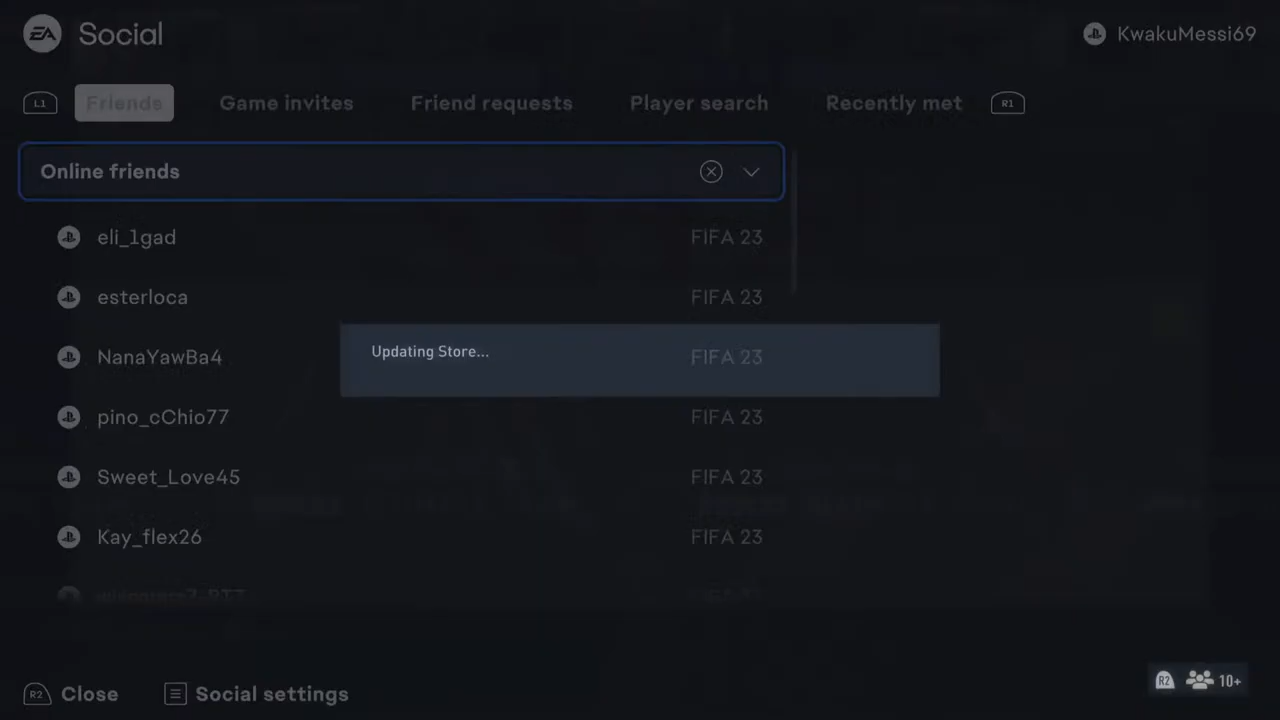 EA Social
KwakuMessi69
L1 Friends Game invites Friend requests Player search Recently met R1
Online friends
eli_1gad FIFA 23
esterloca FIFA 23
Updating Store...
NanaYawBa4 FIFA 23
pino_cChio77 FIFA 23
Sweet_Love45 FIFA 23
Kay_flex26 FIFA 23
R2 Close Social settings
R2 10+